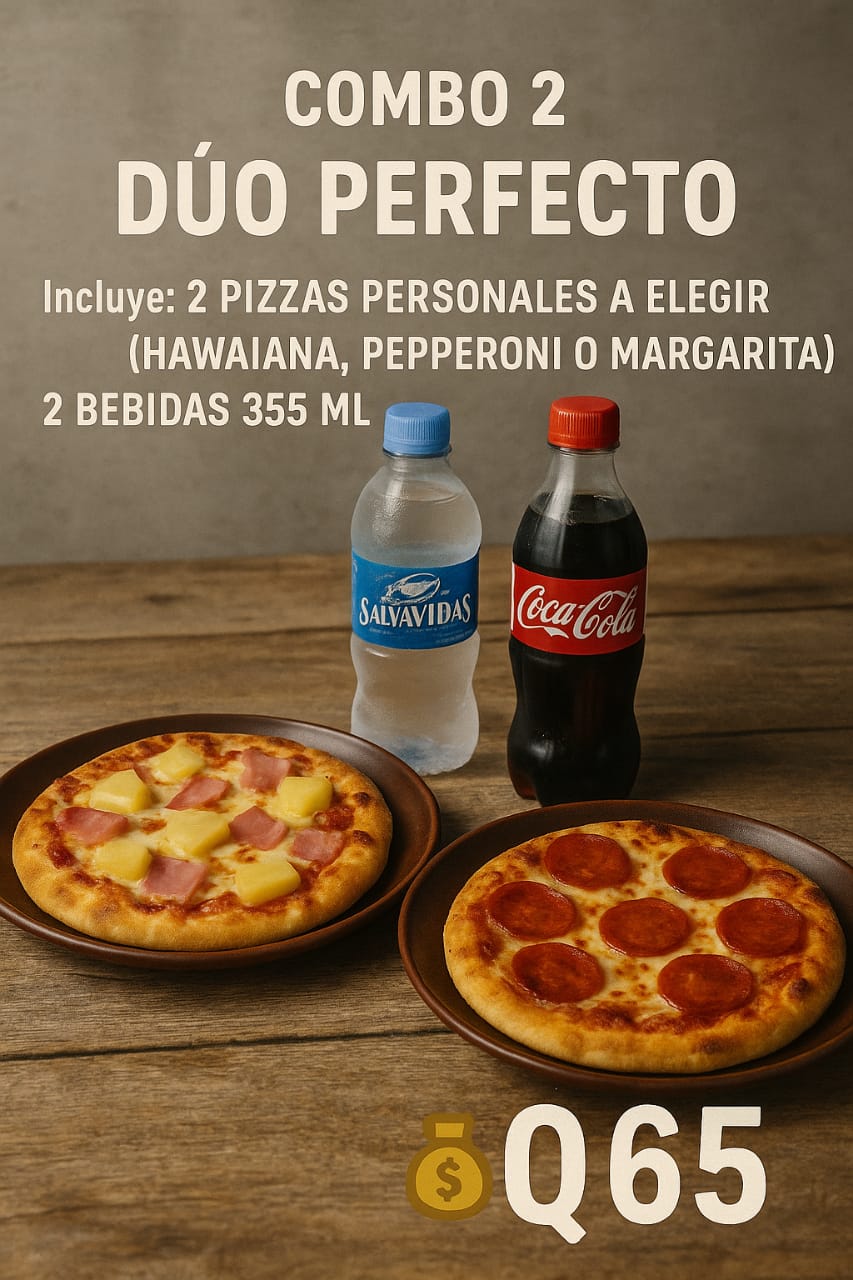 COMBO 2
DÚO PERFECTO
Incluye: 2 PIZZAS PERSONALES A ELEGIR
(HAWAIANA, PEPPERONI O MARGARITA)
2 BEBIDAS 355 ML
SALVAVIDAS
Coca-Cola
$ Q65